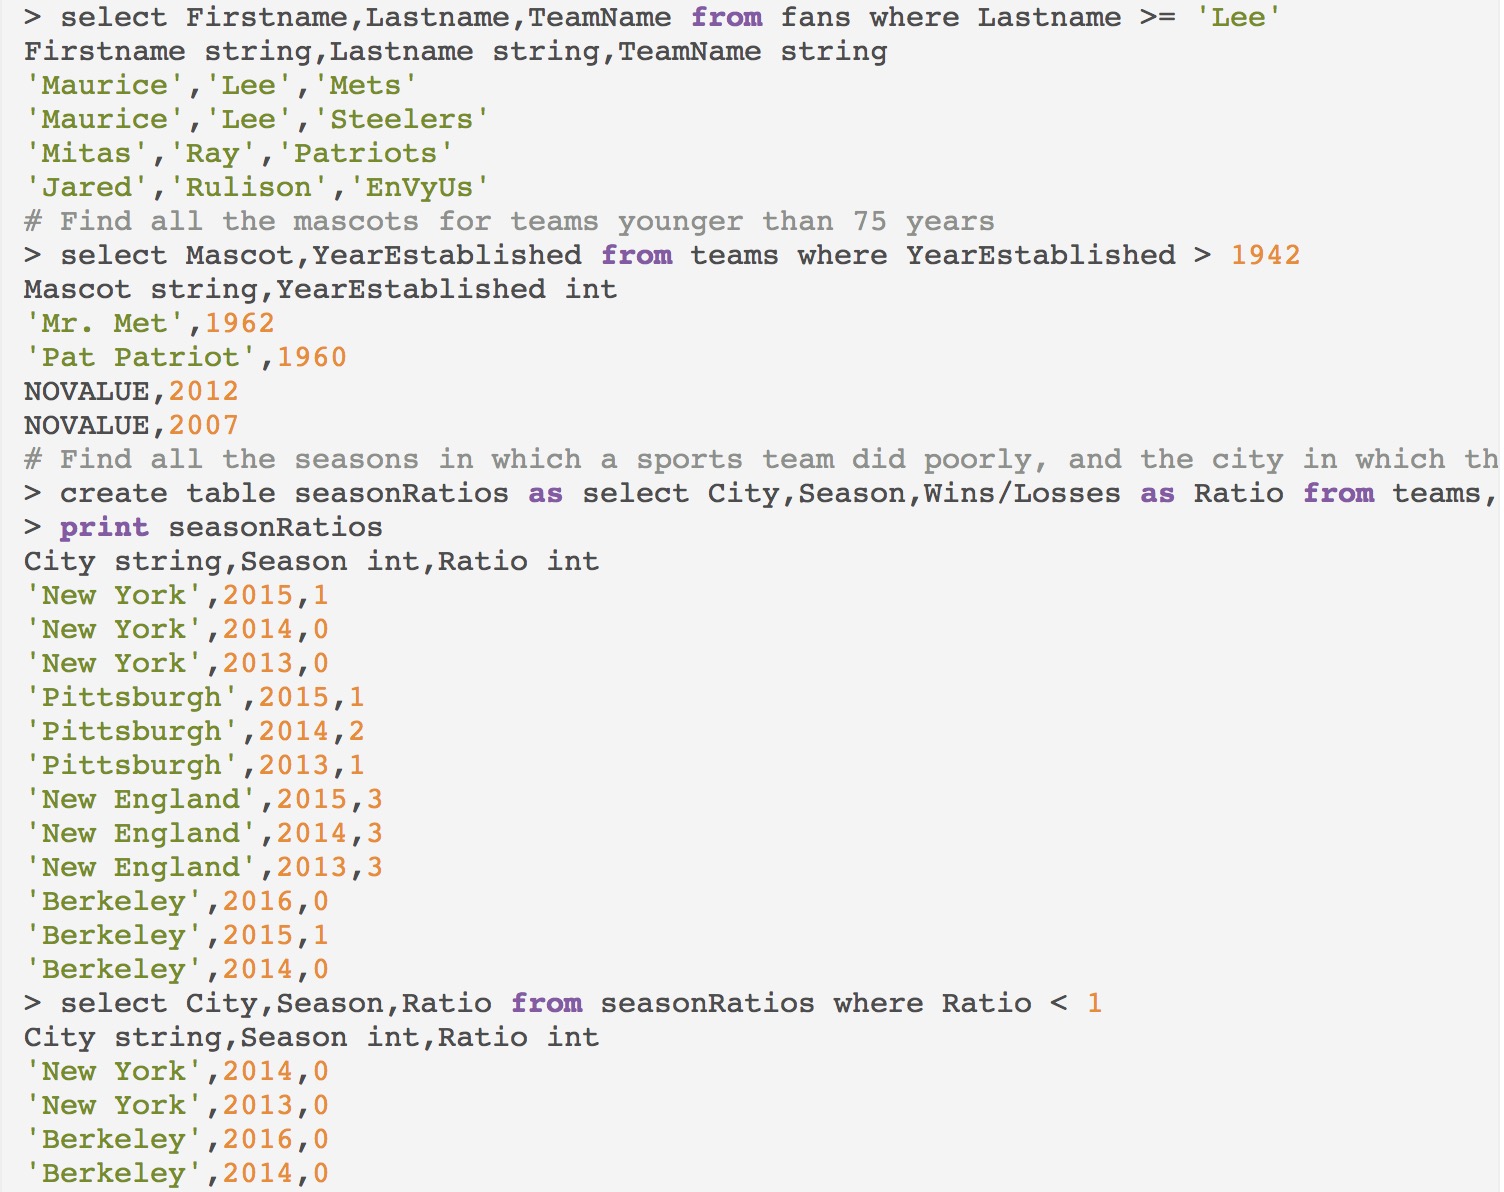 > select Firstname,Lastname,TeamName from fans where Lastname >= 'Lee'
Firstname string,Lastname string,TeamName string
'Maurice','Lee','Mets'
'Maurice','Lee','Steelers'
'Mitas','Ray','Patriots'
'Jared','Rulison','EnVyUs'
# Find all the mascots for teams younger than 75 years
> select Mascot,YearEstablished from teams where YearEstablished > 1942
Mascot string,YearEstablished int
'Mr. Met',1962
'Pat Patriot',1960
NOVALUE,2012
NOVALUE,2007
# Find all the seasons in which a sports team did poorly, and the city in which th
> create table seasonRatios as select City,Season,Wins/Losses as Ratio from teams,
> print seasonRatios
City string,Season int,Ratio int
'New York',2015,1
'New York',2014,0
'New York',2013,0
'Pittsburgh',2015,1
'Pittsburgh',2014,2
'Pittsburgh',2013,1
'New England',2015,3
'New England',2014,3
'New England',2013,3
'Berkeley',2016,0
'Berkeley',2015,1
'Berkeley',2014,0
> select City,Season,Ratio from seasonRatios where Ratio < 1
City string,Season int,Ratio int
'New York',2014,0
'New York',2013,0
'Berkeley',2016,0
'Berkeley',2014,0